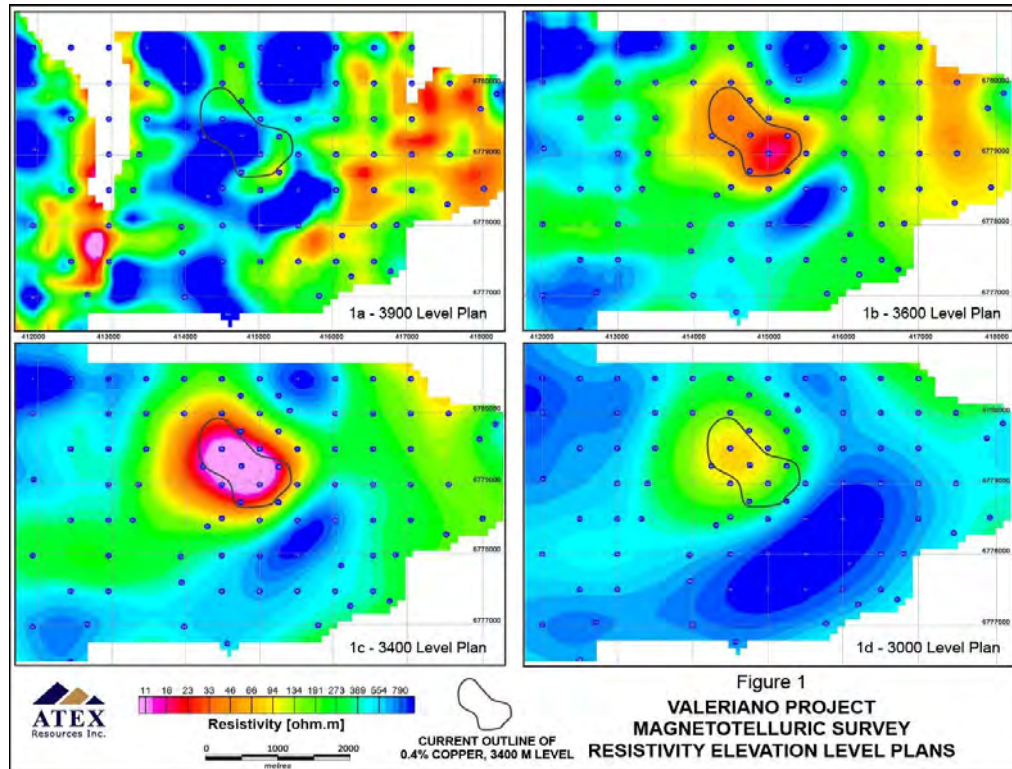 6780000
6779000
6778000
6777000
1a - 3900 Level Plan
6780000
6779000
6778000
6777000
1b - 3600 Level Plan
412000 413000 414000 415000 416000 417000 418000
412000 413000 414000 415000 416000 417000 418000
6780000
6779000
6778000
6777000
1c - 3400 Level Plan
6780000
6779000
6778000
6777000
1d - 3000 Level Plan
ATEX
Resources Inc.
11 16 23 33 46 66 94 134 191 273 389 554 790
Resistivity [ohm.m]
0 1000 2000
metres
CURRENT OUTLINE OF
0.4% COPPER, 3400 M LEVEL
Figure 1
VALERIANO PROJECT
MAGNETOTELLURIC SURVEY
RESISTIVITY ELEVATION LEVEL PLANS